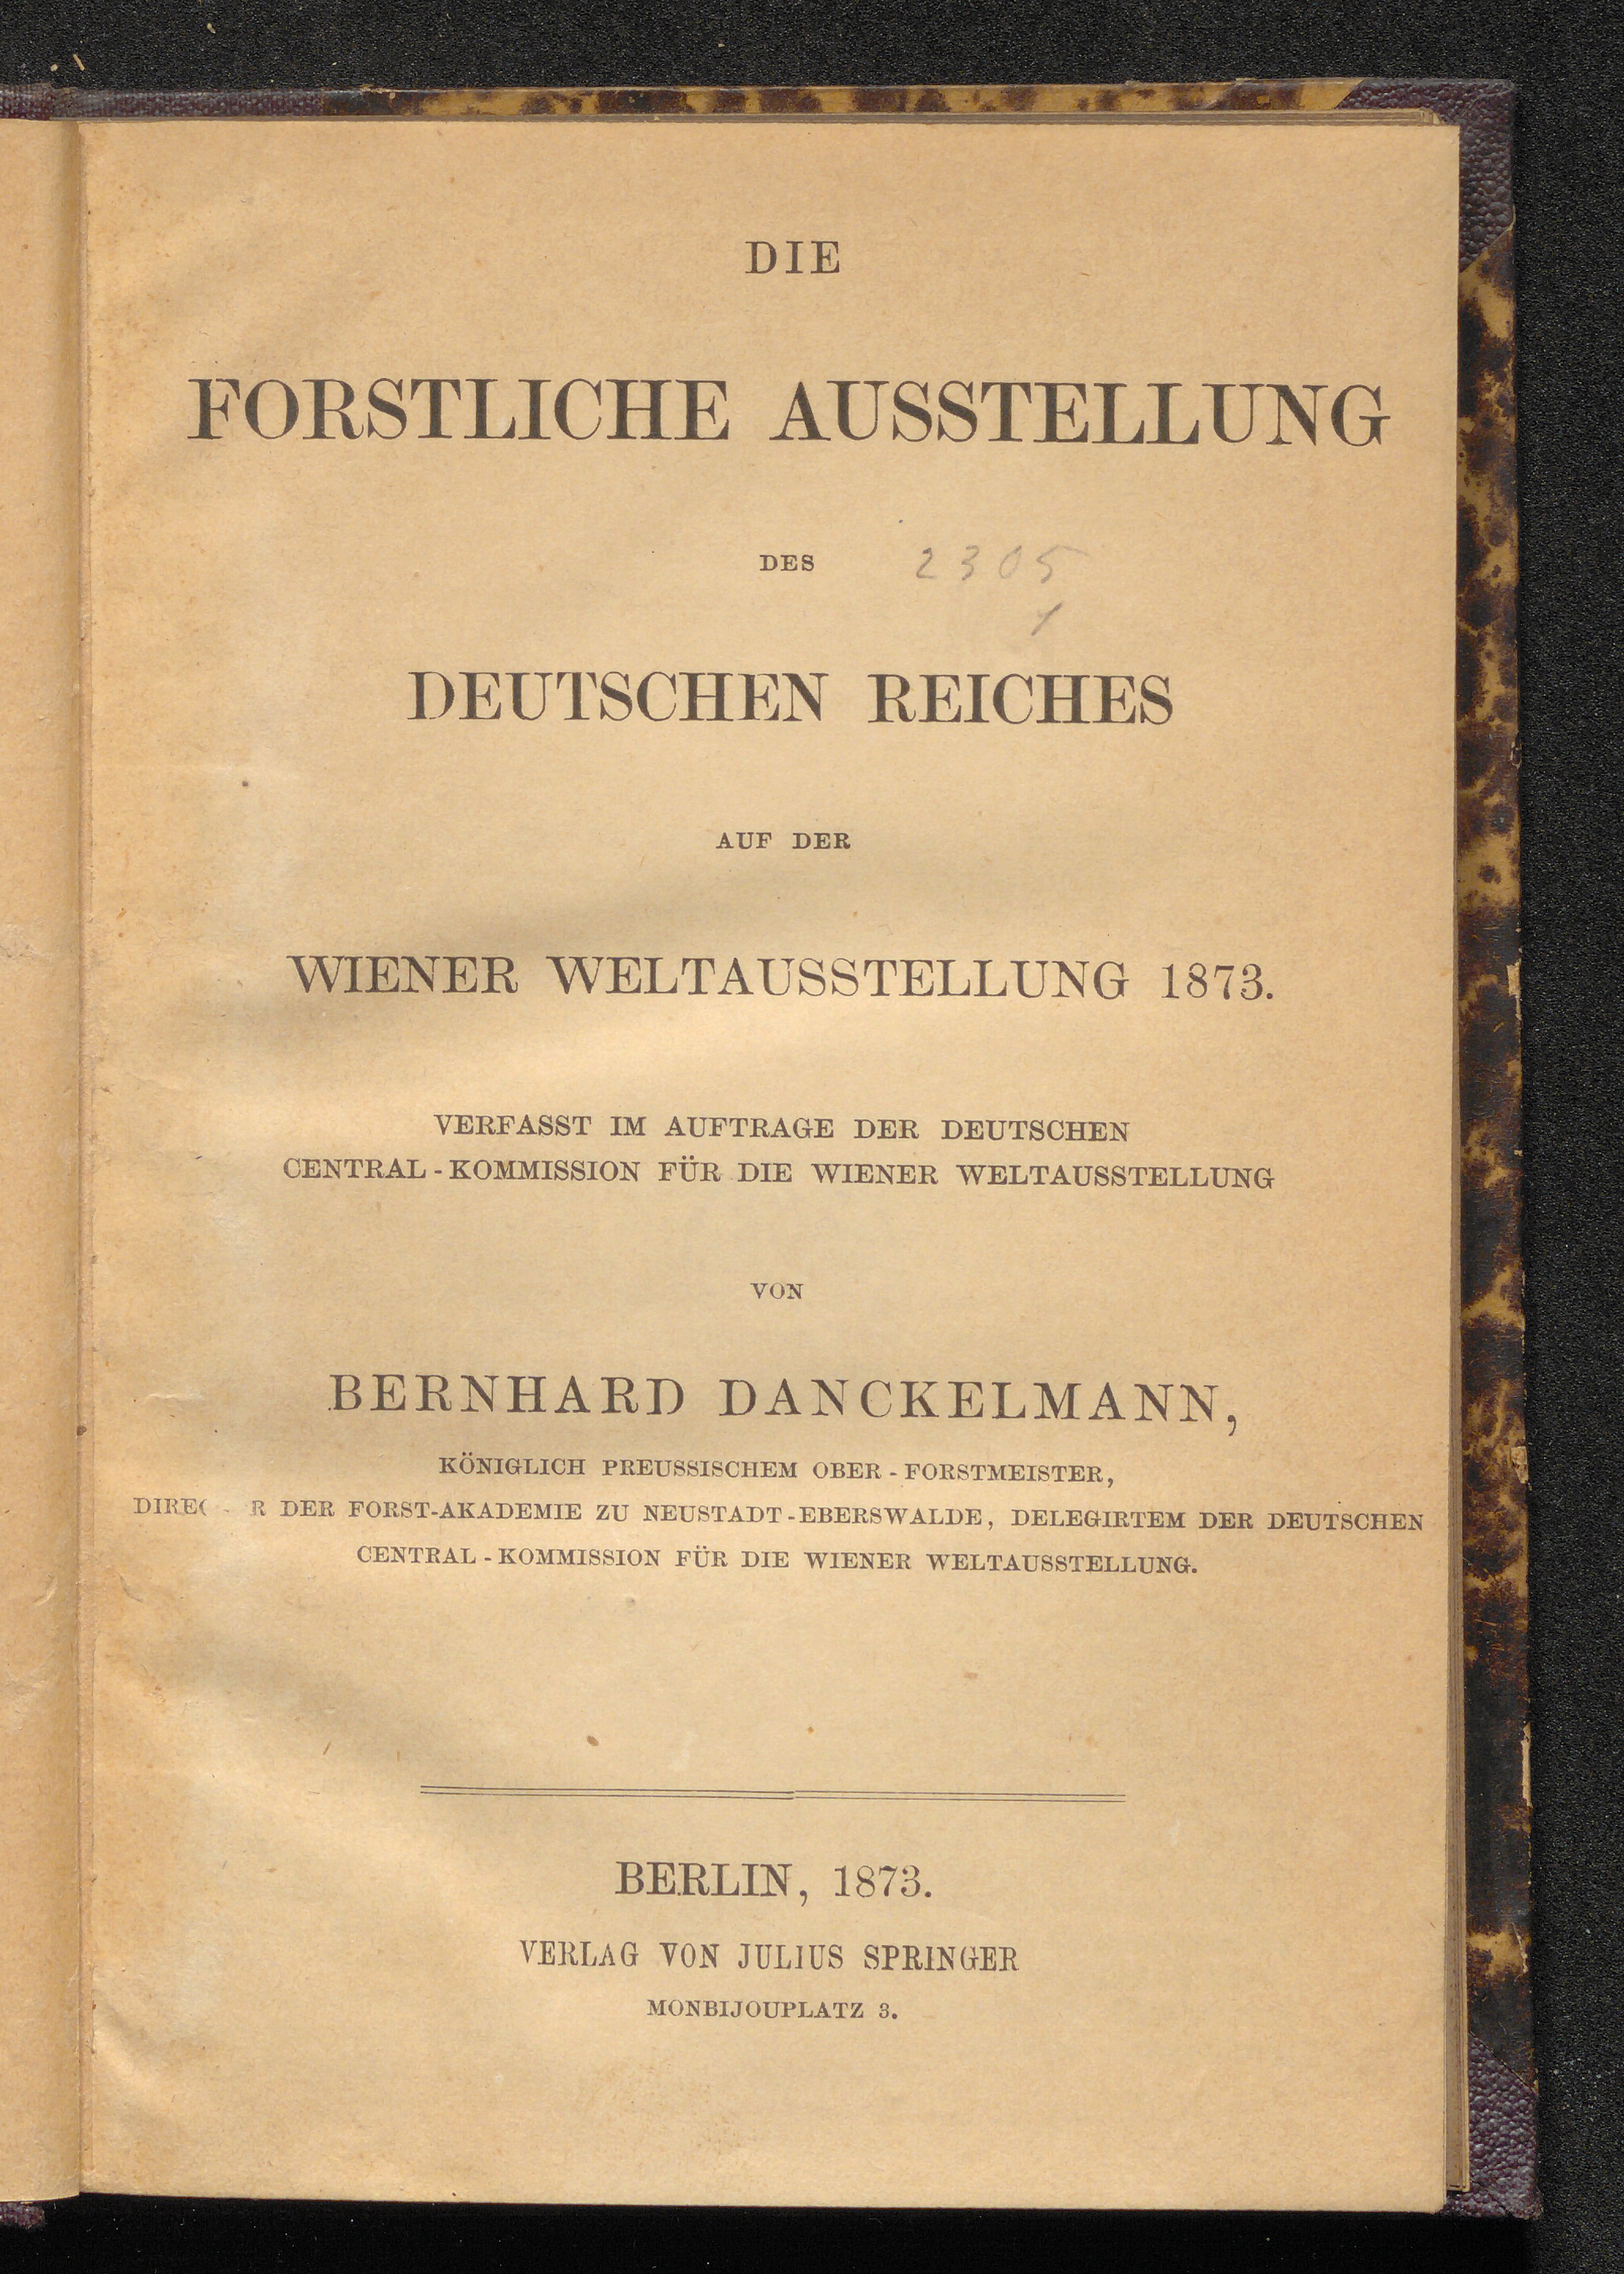 DIE
FORSTLICHE AUSSTELLUNG
DES 2305
1
DEUTSCHEN REICHES
AUF DER
WIENER WELTAUSSTELLUNG 1873.
VERFASST IM AUFTRAGE DER DEUTSCHEN
CENTRAL-KOMMISSION FÜR DIE WIENER WELTAUSSTELLUNG
VON
BERNHARD DANCKELMANN,
KÖNIGLICH PREUSSISCHEM OBER-FORSTMEISTER,
DER FORST-AKADEMIE ZU NEUSTADT-EBERSWALDE, DELEGIRTEM DER DEUTSCHEN
CENTRAL-KOMMISSION FÜR DIE WIENER WELTAUSSTELLUNG.
BERLIN, 1873.
VERLAG VON JULIUS SPRINGER
MONBIJOUPLATZ 3.